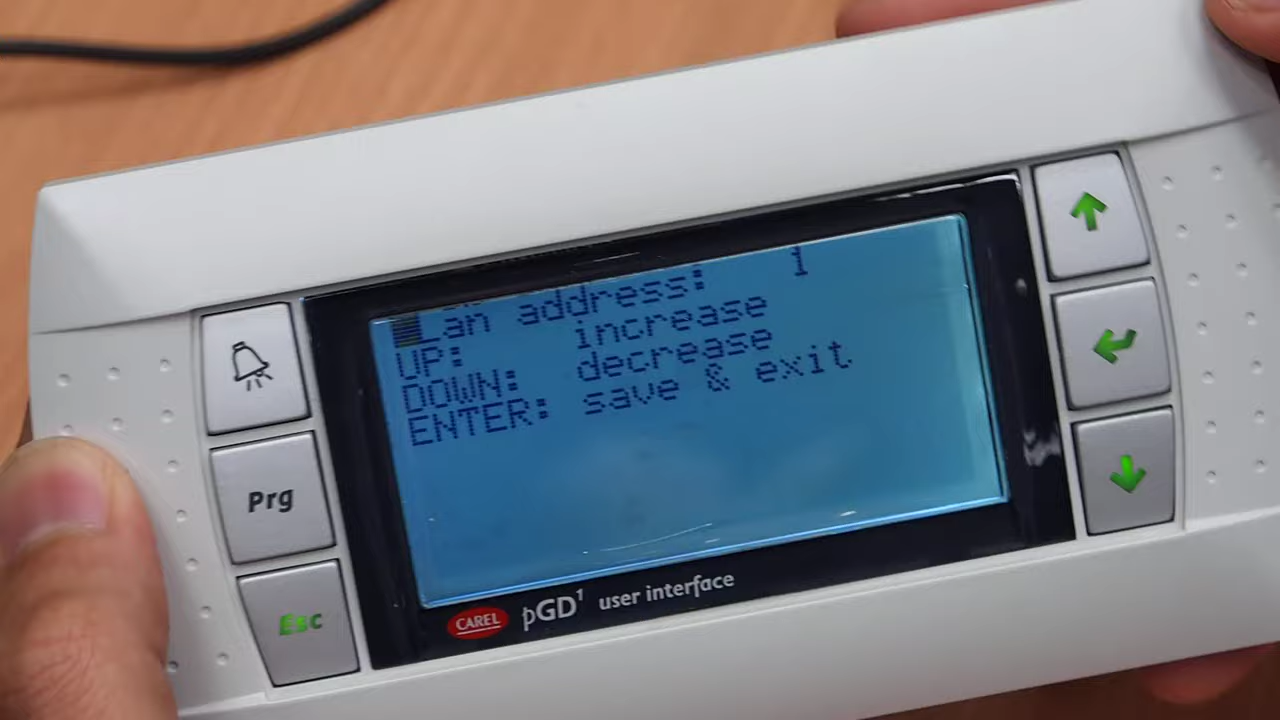 Lan address: 1
UP: increase
DOWN: decrease
ENTER: save & exit
Prg
Esc
CAREL pGD1 user interface